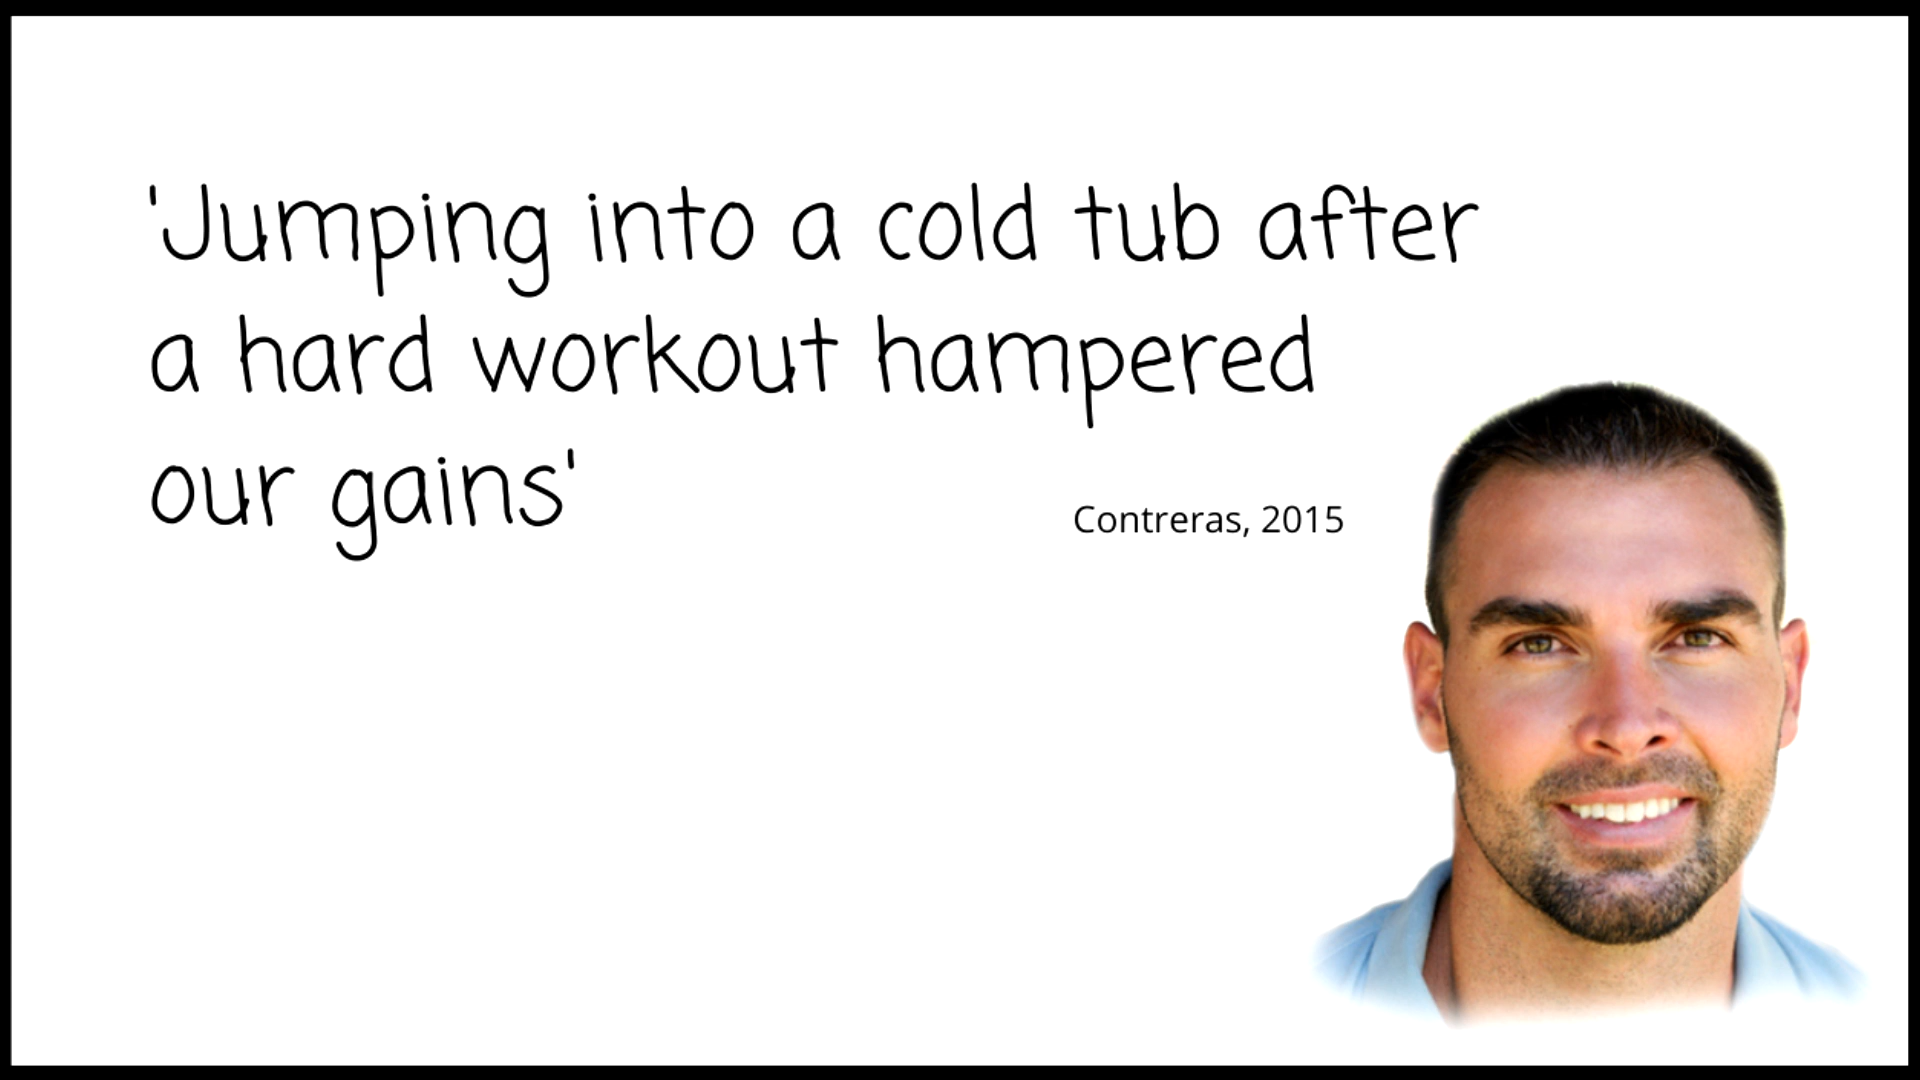 'Jumping into a cold tub after
a hard workout hampered
our gains'
Contreras, 2015